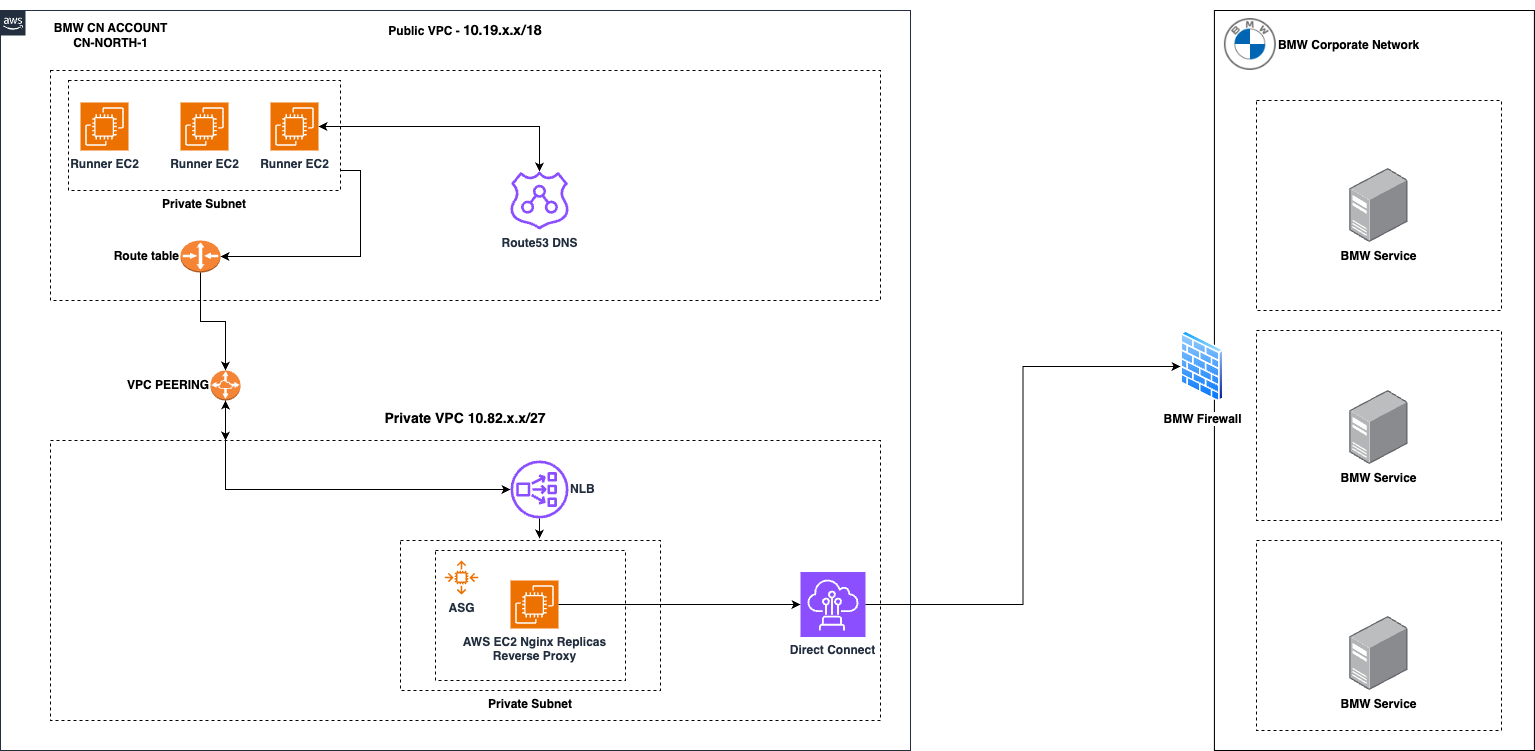 aws
BMW CN ACCOUNT
CN-NORTH-1
Public VPC - 10.19.x.x/18
BMW
BMW Corporate Network
Runner EC2
Runner EC2
Runner EC2
Private Subnet
Route53 DNS
Route table
BMW Service
VPC PEERING
Private VPC 10.82.x.x/27
BMW Firewall
NLB
BMW Service
ASG
AWS EC2 Nginx Replicas
Reverse Proxy
Direct Connect
Private Subnet
BMW Service